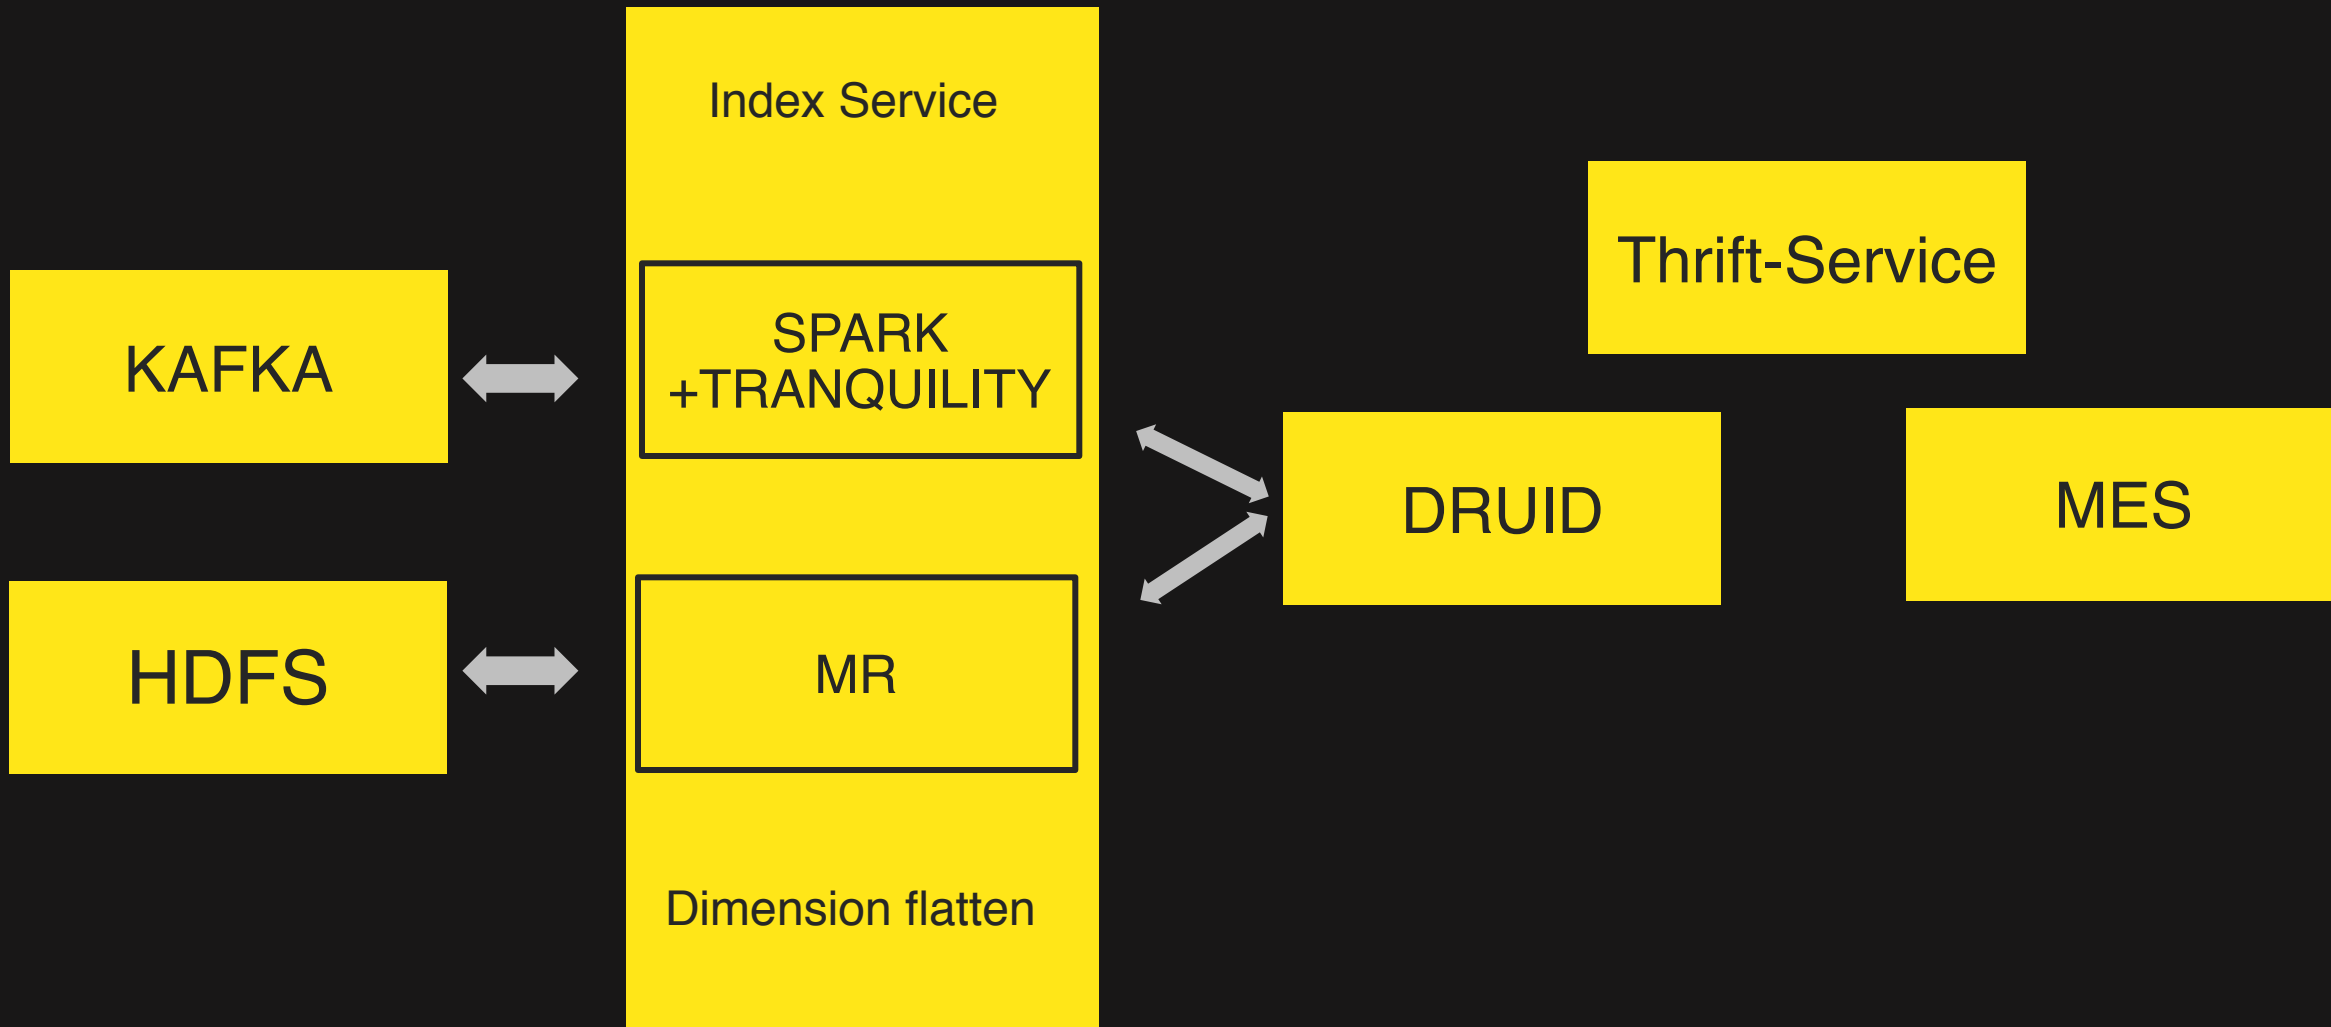 Index Service
KAFKA
SPARK
+TRANQUILITY
HDFS
MR
Dimension flatten
Thrift-Service
DRUID
MES